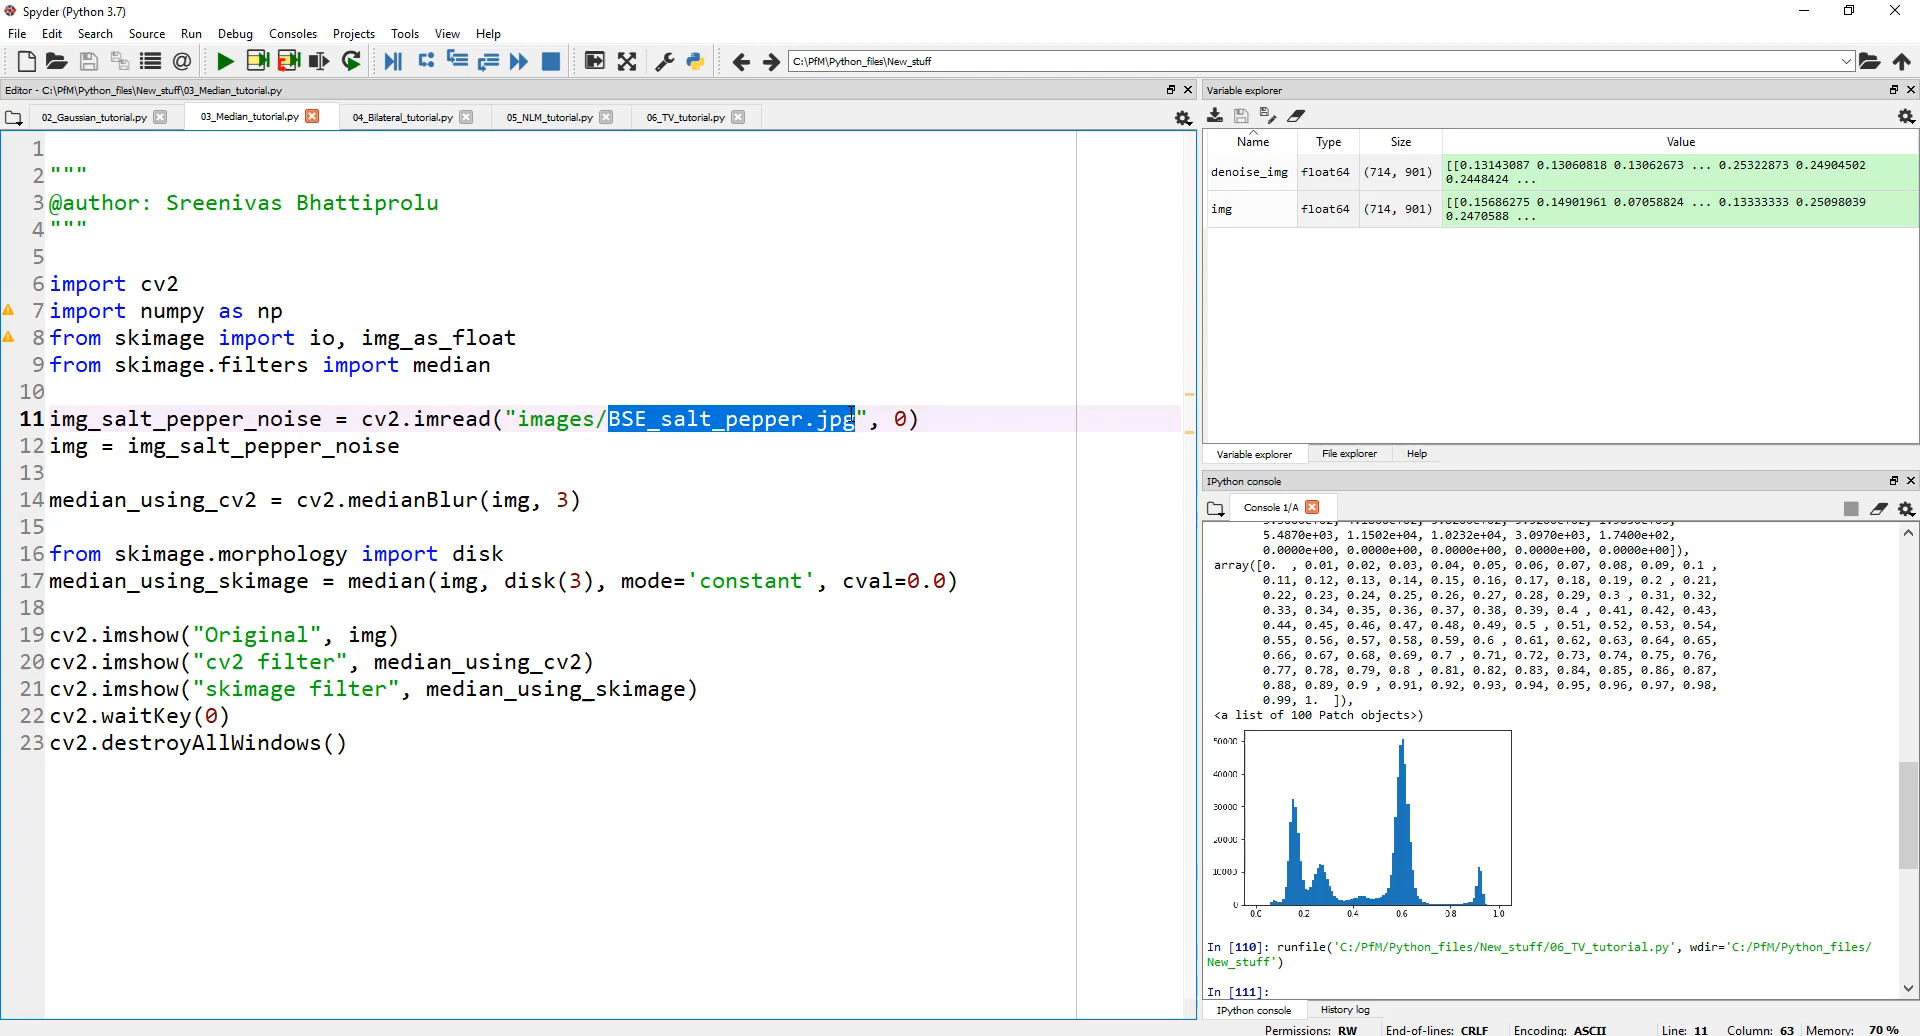 Spyder (Python 3.7)
File Edit Search Source Run Debug Consoles Projects Tools View Help
C:\PfM\Python_files\New_stuff
Editor - C:\PfM\Python_files\New_stuff\03_Median_tutorial.py
02_Gaussian_tutorial.py 03_Median_tutorial.py 04_Bilateral_tutorial.py 05_NLM_tutorial.py 06_TV_tutorial.py
1
2 """
3 @author: Sreenivas Bhattiprolu
4 """
5
6 import cv2
7 import numpy as np
8 from skimage import io, img_as_float
9 from skimage.filters import median
10
11 img_salt_pepper_noise = cv2.imread("images/BSE_salt_pepper.jpg", 0)
12 img = img_salt_pepper_noise
13
14 median_using_cv2 = cv2.medianBlur(img, 3)
15
16 from skimage.morphology import disk
17 median_using_skimage = median(img, disk(3), mode='constant', cval=0.0)
18
19 cv2.imshow("Original", img)
20 cv2.imshow("cv2 filter", median_using_cv2)
21 cv2.imshow("skimage filter", median_using_skimage)
22 cv2.waitKey(0)
23 cv2.destroyAllWindows()
Variable explorer
Name Type Size Value
denoise_img float64 (714, 901) [[0.13143087 0.13060818 0.13062673 ... 0.25322873 0.24904502
0.2448424 ...
img float64 (714, 901) [[0.15686275 0.14901961 0.07058824 ... 0.13333333 0.25098039
0.2470588 ...
Variable explorer File explorer Help
IPython console
Console 1/A
5.4870e+03, 1.1502e+04, 1.0232e+04, 3.0970e+03, 1.7400e+02,
0.0000e+00, 0.0000e+00, 0.0000e+00, 0.0000e+00, 0.0000e+00]),
array([0. , 0.01, 0.02, 0.03, 0.04, 0.05, 0.06, 0.07, 0.08, 0.09, 0.1 ,
0.11, 0.12, 0.13, 0.14, 0.15, 0.16, 0.17, 0.18, 0.19, 0.2 , 0.21,
0.22, 0.23, 0.24, 0.25, 0.26, 0.27, 0.28, 0.29, 0.3 , 0.31, 0.32,
0.33, 0.34, 0.35, 0.36, 0.37, 0.38, 0.39, 0.4 , 0.41, 0.42, 0.43,
0.44, 0.45, 0.46, 0.47, 0.48, 0.49, 0.5 , 0.51, 0.52, 0.53, 0.54,
0.55, 0.56, 0.57, 0.58, 0.59, 0.6 , 0.61, 0.62, 0.63, 0.64, 0.65,
0.66, 0.67, 0.68, 0.69, 0.7 , 0.71, 0.72, 0.73, 0.74, 0.75, 0.76,
0.77, 0.78, 0.79, 0.8 , 0.81, 0.82, 0.83, 0.84, 0.85, 0.86, 0.87,
0.88, 0.89, 0.9 , 0.91, 0.92, 0.93, 0.94, 0.95, 0.96, 0.97, 0.98,
0.99, 1. ]),
<a list of 100 Patch objects>)
50000
40000
30000
20000
10000
0
0.0 0.2 0.4 0.6 0.8 1.0
In [110]: runfile('C:/PfM/Python_files/New_stuff/06_TV_tutorial.py', wdir='C:/PfM/Python_files/
New_stuff')
In [111]:
IPython console History log
Permissions: RW End-of-lines: CRLF Encoding: ASCII Line: 11 Column: 63 Memory: 70 %